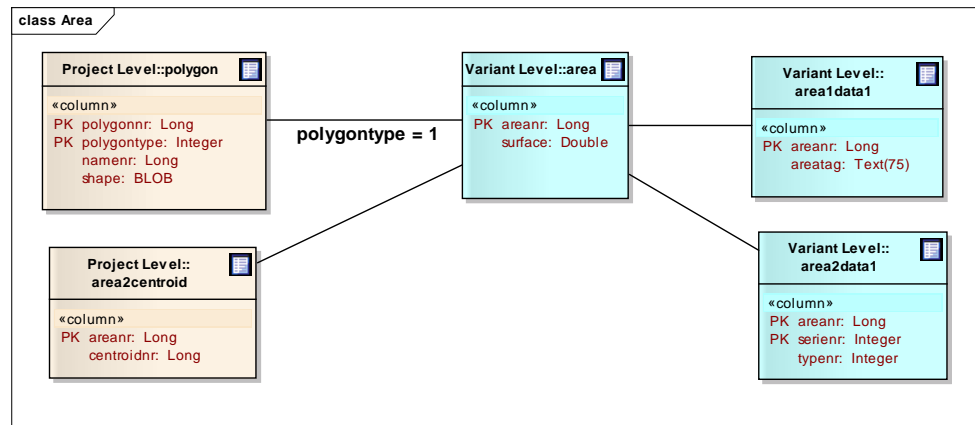 class Area
Project Level::polygon
«column»
PK polygonnr: Long
PK polygontype: Integer
namenr: Long
shape: BLOB
polygontype = 1
Variant Level::area
«column»
PK areanr: Long
surface: Double
Variant Level::
area1data1
«column»
PK areanr: Long
areatag: Text(75)
Project Level::
area2centroid
«column»
PK areanr: Long
centroidnr: Long
Variant Level::
area2data1
«column»
PK areanr: Long
PK serienr: Integer
typenr: Integer